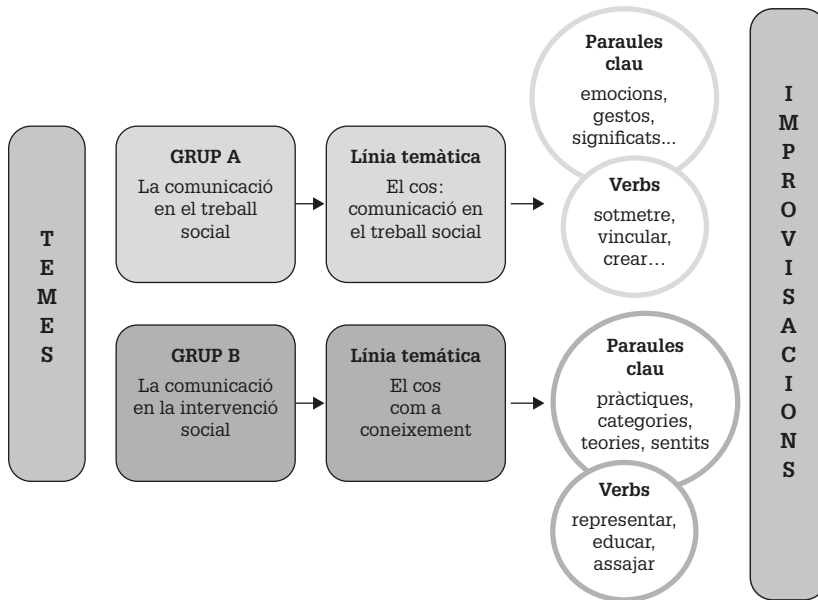 TEMES
GRUP A
La comunicació
en el treball
social
Línia temàtica
El cos:
comunicació en
el treball social
Paraules
clau
emocions,
gestos,
significats...
Verbs
sotmetre,
vincular,
crear…
GRUP B
La comunicació
en la intervenció
social
Línia temática
El cos
com a
coneixement
Paraules
clau
pràctiques,
categories,
teories, sentits
Verbs
representar,
educar,
assajar
IMPROVISACIONS